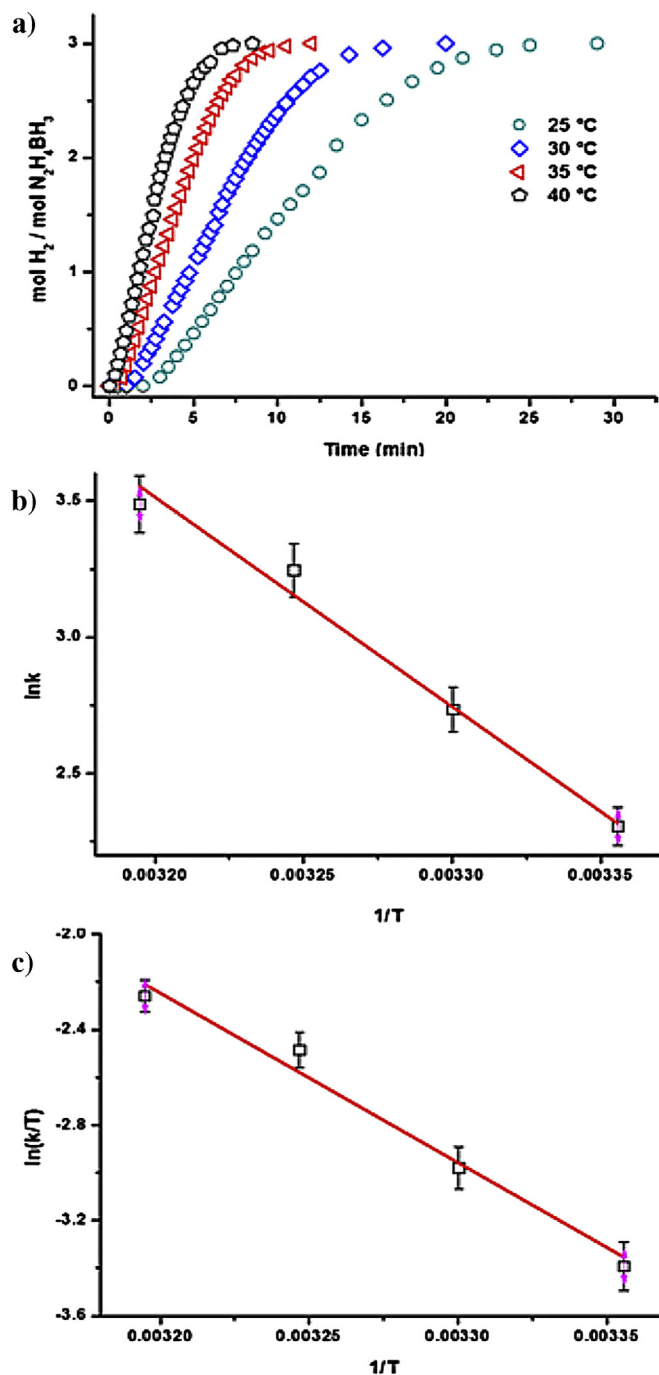 a)
3
2
1
0
mol H2 / mol N2H4BH3
25 °C
30 °C
35 °C
40 °C
0 5 10 15 20 25 30
Time (min)
b)
3.5
3.0
2.5
lnk
0.00320 0.00325 0.00330 0.00335
1/T
c)
-2.0
-2.4
-2.8
-3.2
-3.6
ln(k/T)
0.00320 0.00325 0.00330 0.00335
1/T